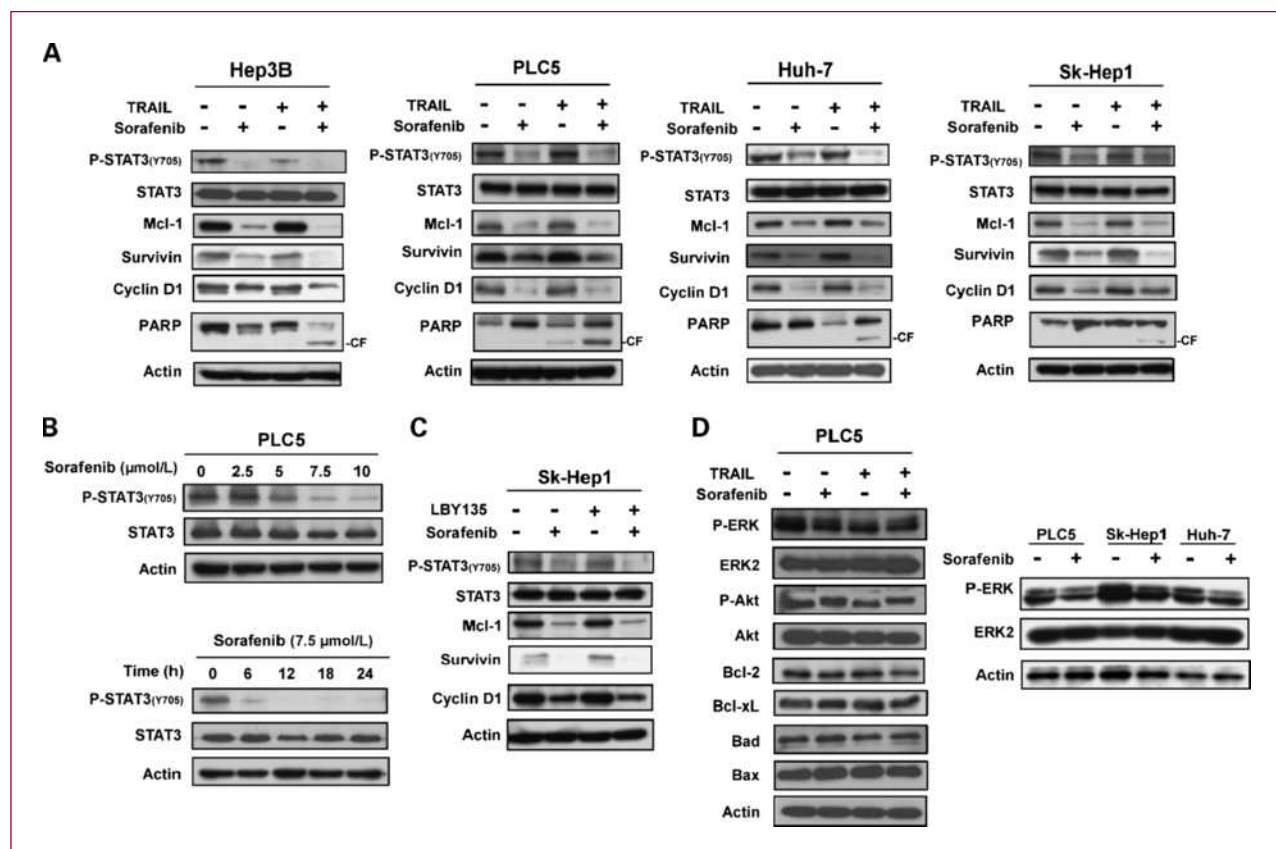 A
Hep3B
TRAIL - - + +
Sorafenib - + - +
P-STAT3(Y705)
STAT3
Mcl-1
Survivin
Cyclin D1
PARP
-CF
Actin
PLC5
TRAIL - - + +
Sorafenib - + - +
P-STAT3(Y705)
STAT3
Mcl-1
Survivin
Cyclin D1
PARP
-CF
Actin
Huh-7
TRAIL - - + +
Sorafenib - + - +
P-STAT3(Y705)
STAT3
Mcl-1
Survivin
Cyclin D1
PARP
-CF
Actin
Sk-Hep1
TRAIL - - + +
Sorafenib - + - +
P-STAT3(Y705)
STAT3
Mcl-1
Survivin
Cyclin D1
PARP
-CF
Actin
B
PLC5
Sorafenib (µmol/L) 0 2.5 5 7.5 10
P-STAT3(Y705)
STAT3
Actin
Sorafenib (7.5 µmol/L)
Time (h) 0 6 12 18 24
P-STAT3(Y705)
STAT3
Actin
C
Sk-Hep1
LBY135 - - + +
Sorafenib - + - +
P-STAT3(Y705)
STAT3
Mcl-1
Survivin
Cyclin D1
Actin
D
PLC5
TRAIL - - + +
Sorafenib - + - +
P-ERK
ERK2
P-Akt
Akt
Bcl-2
Bcl-xL
Bad
Bax
Actin
PLC5 Sk-Hep1 Huh-7
Sorafenib - + - + - +
P-ERK
ERK2
Actin